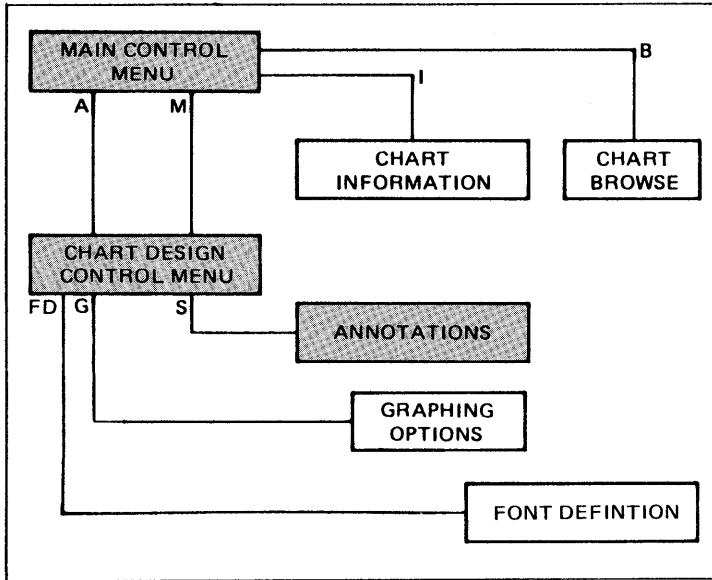 MAIN CONTROL
MENU
B
I
A
M
CHART
INFORMATION
CHART
BROWSE
CHART DESIGN
CONTROL MENU
FD
G
S
ANNOTATIONS
GRAPHING
OPTIONS
FONT DEFINTION